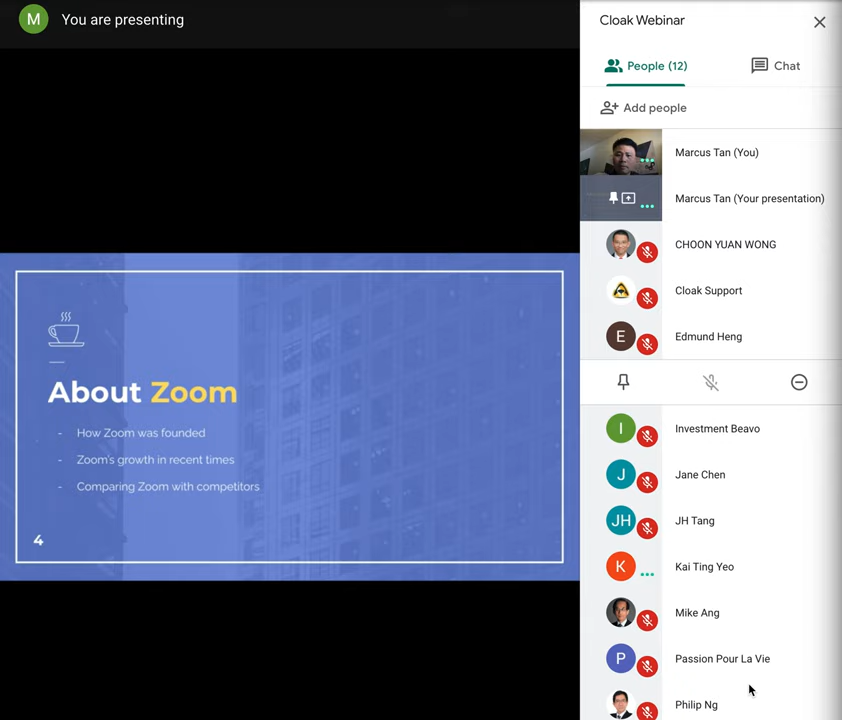 M You are presenting
Cloak Webinar
People (12)
Chat
Add people
Marcus Tan (You)
Marcus Tan (Your presentation)
CHOON YUAN WONG
Cloak Support
E Edmund Heng
I Investment Beavo
J Jane Chen
JH JH Tang
K Kai Ting Yeo
Mike Ang
P Passion Pour La Vie
Philip Ng
About Zoom
- How Zoom was founded
- Zoom's growth in recent times
- Comparing Zoom with competitors
4